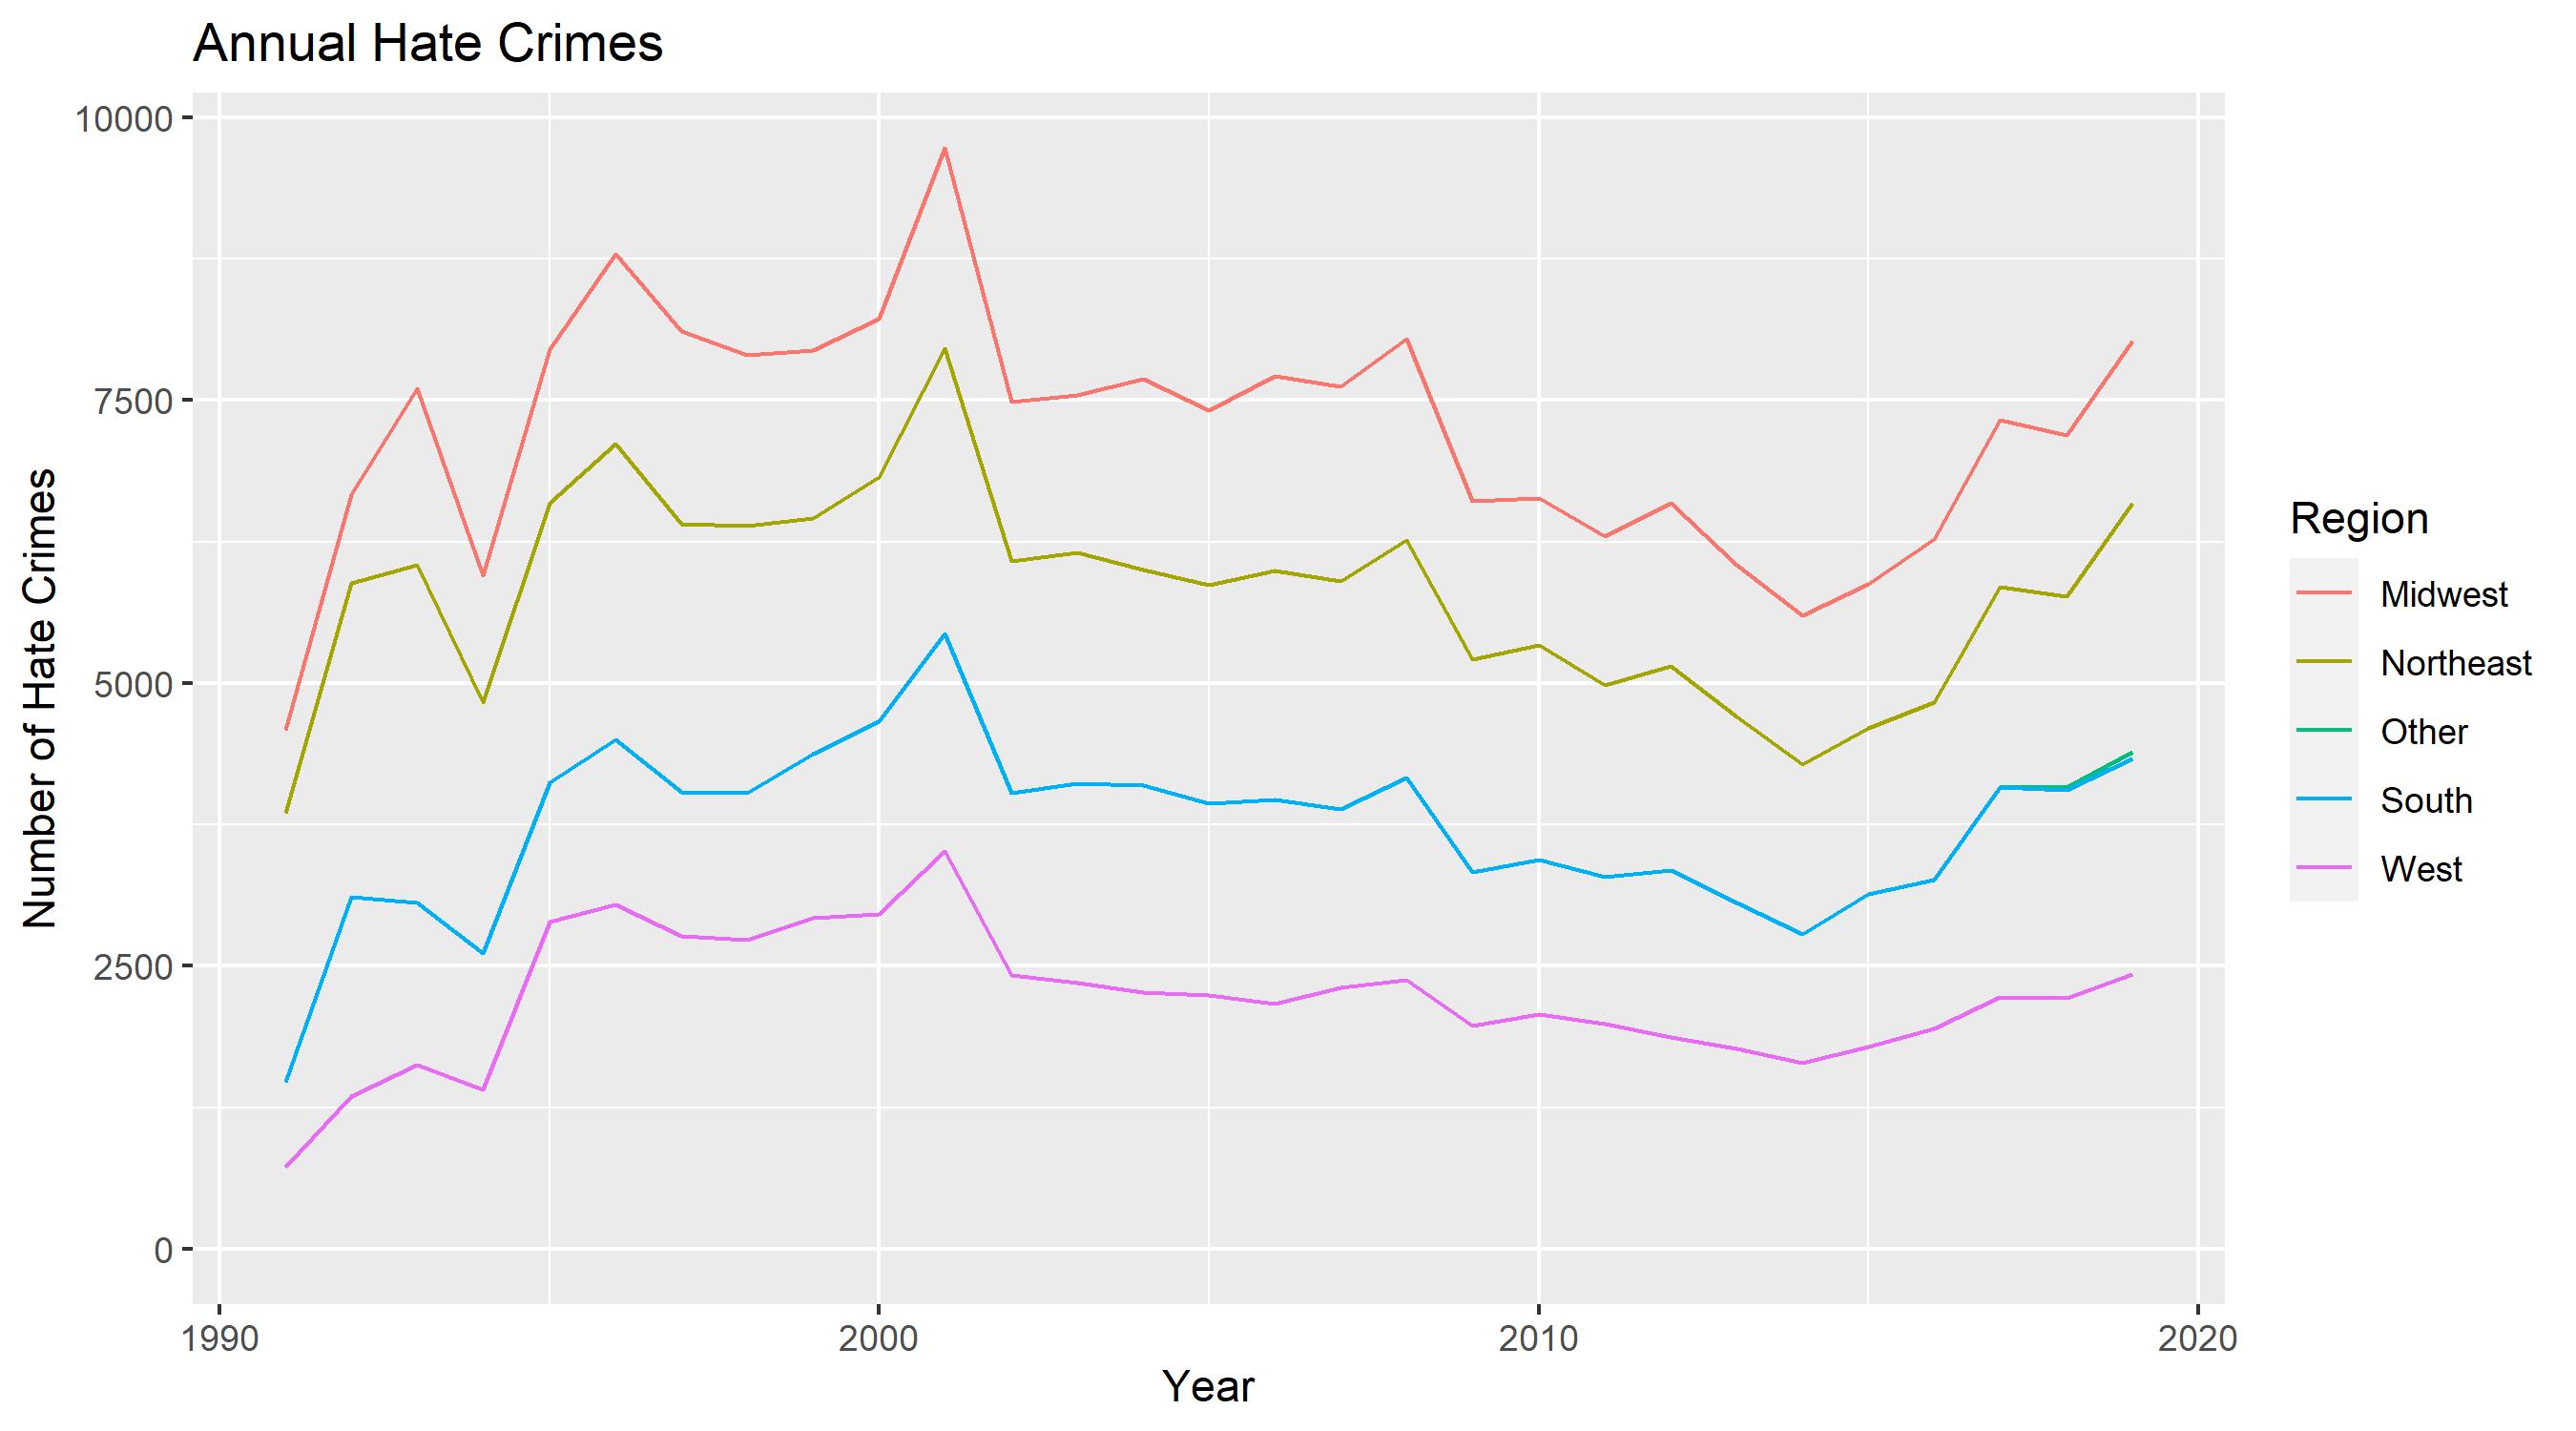 Annual Hate Crimes
10000
7500
5000
2500
0
Number of Hate Crimes
1990
2000
2010
2020
Year
Region
Midwest
Northeast
Other
South
West